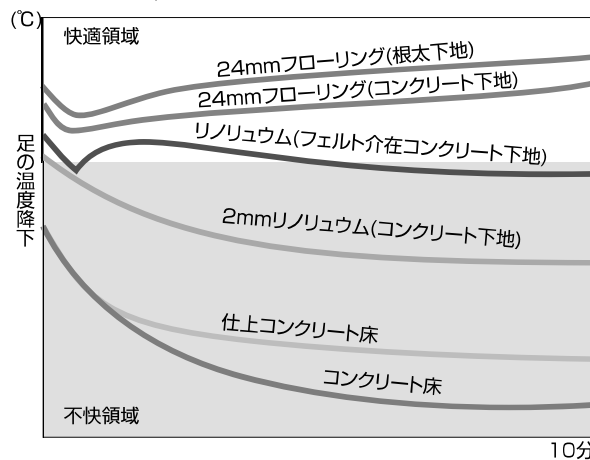 (℃)
快適領域
24mmフローリング(根太下地)
24mmフローリング(コンクリート下地)
リノリュウム(フェルト介在コンクリート下地)
足の温度降下
2mmリノリュウム(コンクリート下地)
仕上コンクリート床
コンクリート床
不快領域
10分